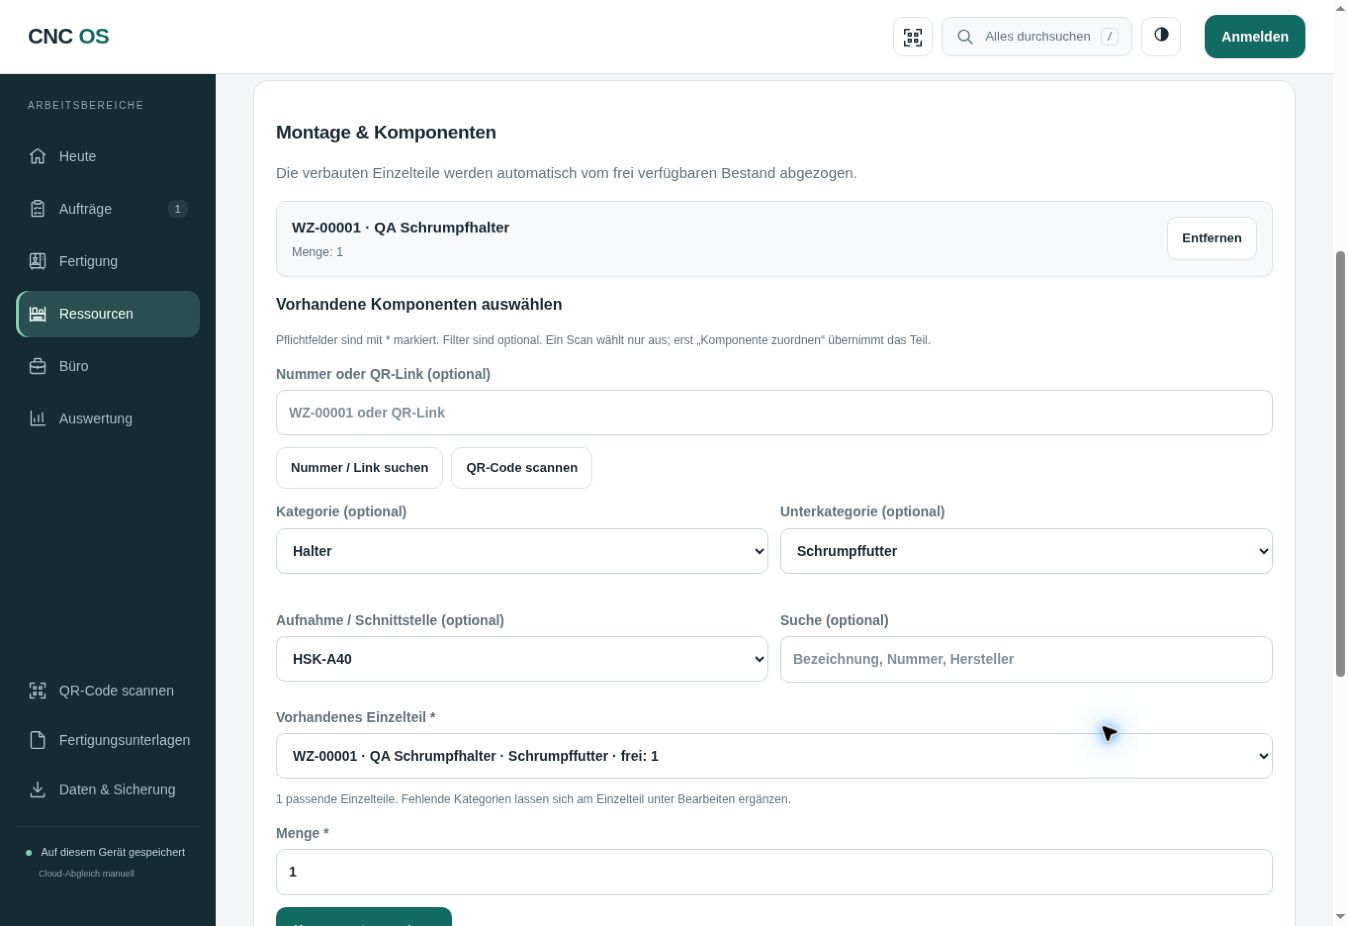 CNC OS
Alles durchsuchen /
Anmelden
ARBEITSBEREICHE
Heute
Aufträge 1
Fertigung
Ressourcen
Büro
Auswertung
QR-Code scannen
Fertigungsunterlagen
Daten & Sicherung
Auf diesem Gerät gespeichert
Cloud-Abgleich manuell
Montage & Komponenten
Die verbauten Einzelteile werden automatisch vom frei verfügbaren Bestand abgezogen.
WZ-00001 · QA Schrumpfhalter
Menge: 1
Entfernen
Vorhandene Komponenten auswählen
Pflichtfelder sind mit * markiert. Filter sind optional. Ein Scan wählt nur aus; erst „Komponente zuordnen“ übernimmt das Teil.
Nummer oder QR-Link (optional)
WZ-00001 oder QR-Link
Nummer / Link suchen
QR-Code scannen
Kategorie (optional)
Halter
Unterkategorie (optional)
Schrumpffutter
Aufnahme / Schnittstelle (optional)
HSK-A40
Suche (optional)
Bezeichnung, Nummer, Hersteller
Vorhandenes Einzelteil *
WZ-00001 · QA Schrumpfhalter · Schrumpffutter · frei: 1
1 passende Einzelteile. Fehlende Kategorien lassen sich am Einzelteil unter Bearbeiten ergänzen.
Menge *
1